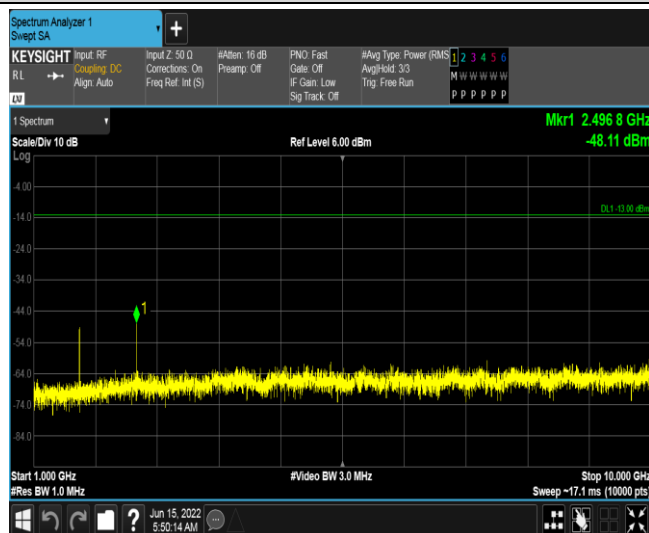 Spectrum Analyzer 1
Swept SA
KEYSIGHT
RL
LXI
Input: RF
Coupling: DC
Align: Auto
Input Z: 50 Ω
Corrections: On
Freq Ref: Int (S)
#Atten: 16 dB
Preamp: Off
PNO: Fast
Gate: Off
IF Gain: Low
Sig Track: Off
#Avg Type: Power (RMS
Avg|Hold: 3/3
Trig: Free Run
1 2 3 4 5 6
M W W W W W
P P P P P P
1 Spectrum
Mkr1 2.496 8 GHz
Scale/Div 10 dB
Ref Level 6.00 dBm
-48.11 dBm
Log
-4.00
DL1 -13.00 dBm
-14.0
-24.0
-34.0
-44.0
1
-54.0
-64.0
-74.0
-84.0
Start 1.000 GHz
#Video BW 3.0 MHz
Stop 10.000 GHz
#Res BW 1.0 MHz
Sweep ~17.1 ms (10000 pts)
?
Jun 15, 2022
5:50:14 AM